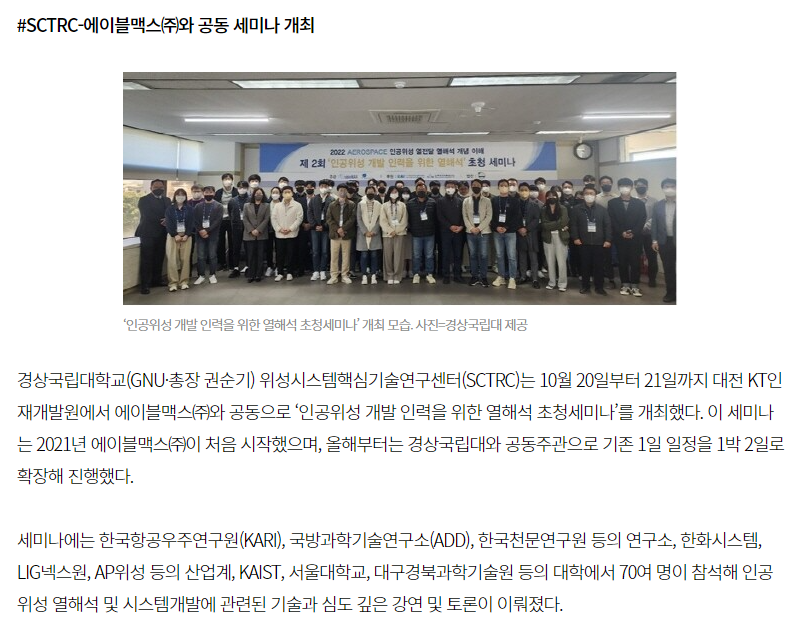 #SCTRC-에이블맥스㈜와 공동 세미나 개최
2022 AEROSPACE 인공위성 열전달 열해석 개념 이해
제 2회 '인공위성 개발 인력을 위한 열해석' 초청 세미나
‘인공위성 개발 인력을 위한 열해석 초청세미나’ 개최 모습. 사진=경상국립대 제공
경상국립대학교(GNU·총장 권순기) 위성시스템핵심기술연구센터(SCTRC)는 10월 20일부터 21일까지 대전 KT인
재개발원에서 에이블맥스㈜와 공동으로 ‘인공위성 개발 인력을 위한 열해석 초청세미나’를 개최했다. 이 세미나
는 2021년 에이블맥스㈜이 처음 시작했으며, 올해부터는 경상국립대와 공동주관으로 기존 1일 일정을 1박 2일로
확장해 진행했다.
세미나에는 한국항공우주연구원(KARI), 국방과학기술연구소(ADD), 한국천문연구원 등의 연구소, 한화시스템,
LIG넥스원, AP위성 등의 산업계, KAIST, 서울대학교, 대구경북과학기술원 등의 대학에서 70여 명이 참석해 인공
위성 열해석 및 시스템개발에 관련된 기술과 심도 깊은 강연 및 토론이 이뤄졌다.